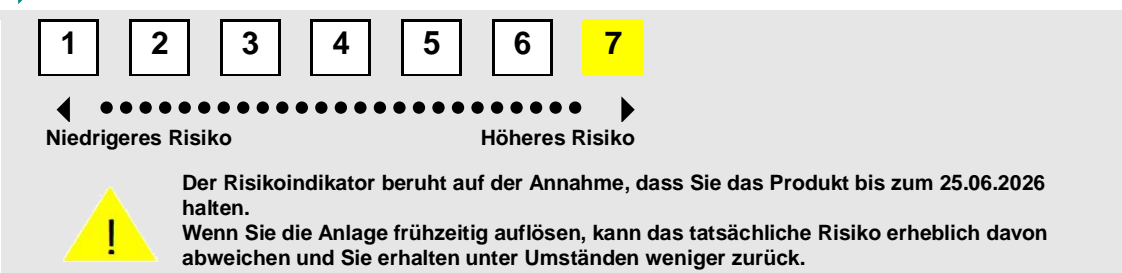 1 2 3 4 5 6 7
Niedrigeres Risiko Höheres Risiko
Der Risikoindikator beruht auf der Annahme, dass Sie das Produkt bis zum 25.06.2026
halten.
! Wenn Sie die Anlage frühzeitig auflösen, kann das tatsächliche Risiko erheblich davon
abweichen und Sie erhalten unter Umständen weniger zurück.